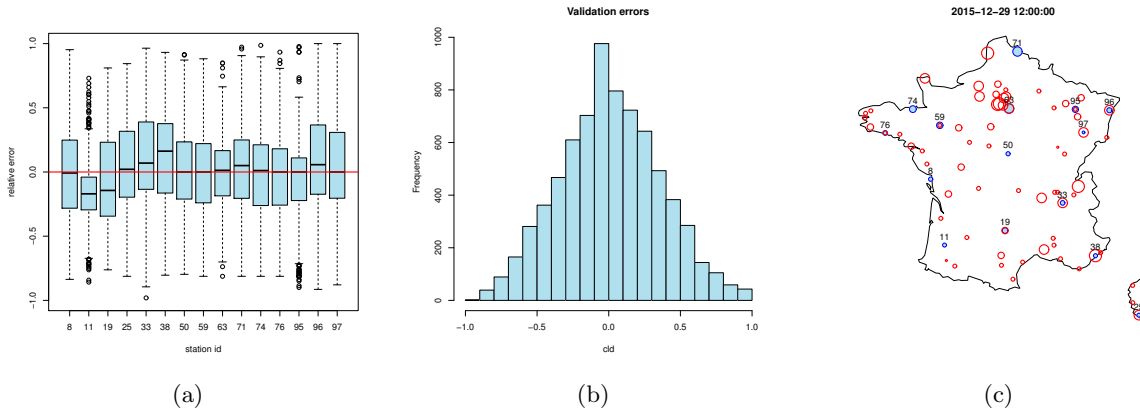 relative error
1.0
0.5
0.0
−0.5
−1.0
8 11 19 25 33 38 50 59 63 71 74 76 95 96 97
station id
(a)
Validation errors
Frequency
1000
800
600
400
200
0
−1.0 −0.5 0.0 0.5 1.0
cld
(b)
2015−12−29 12:00:00
71
74
63
95
96
76
59
97
50
8
33
19
11
38
25
(c)